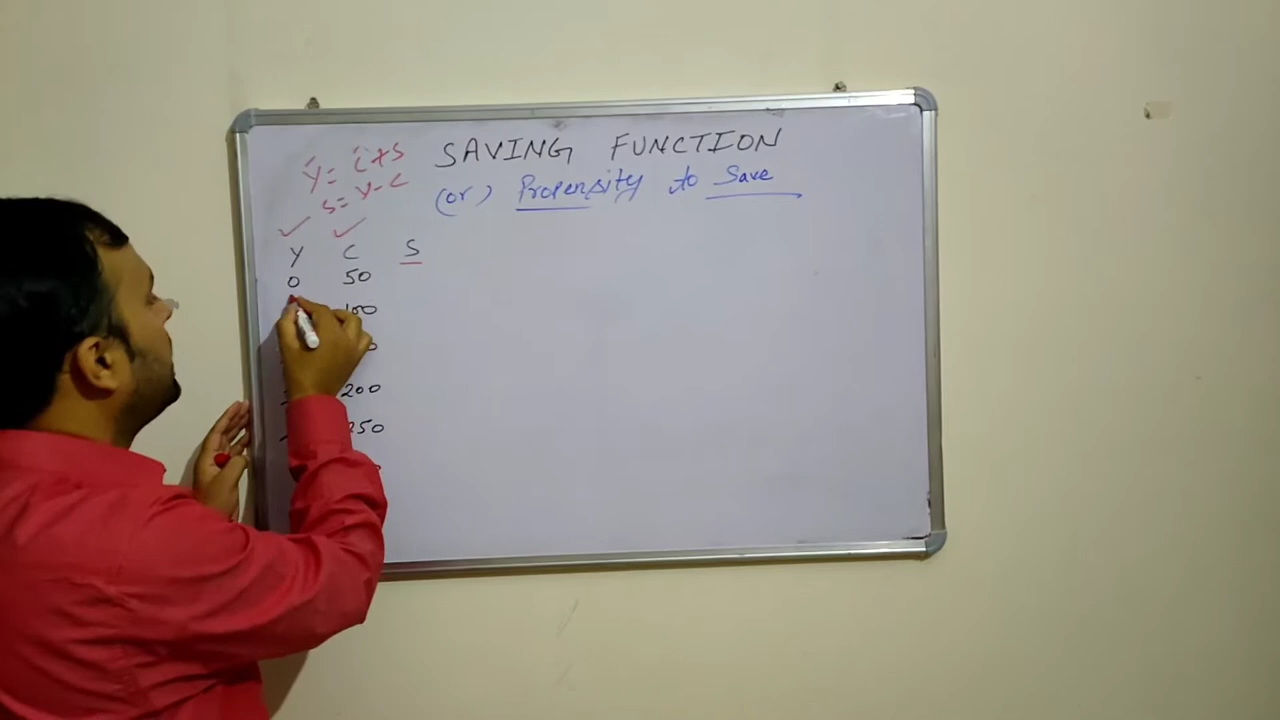 SAVING FUNCTION
(or) Propensity to Save
Y = C+S
S = Y-C
Y C S
0 50
100
200
250